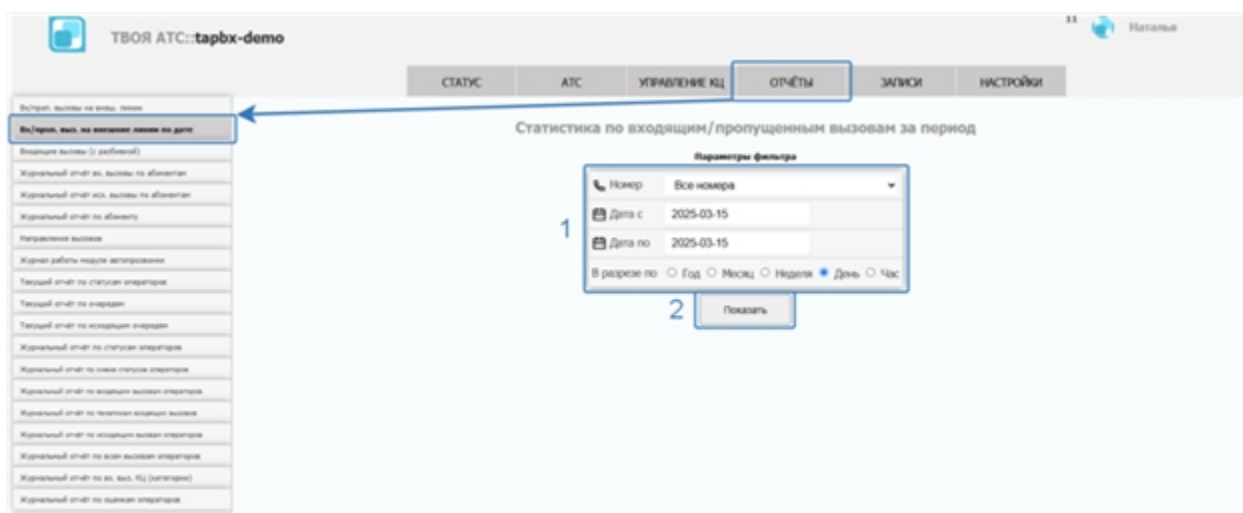 ТВОЯ АТС::tapbx-demo
11
Наталья
СТАТУС
АТС
УПРАВЛЕНИЕ КЦ
ОТЧЁТЫ
ЗАПИСИ
НАСТРОЙКИ
Вх/проп. вызовы на внеш. линии
Вх/проп. выз. на внешние линии по дате
Входящие вызовы (с разбивкой)
Журнальный отчёт вх. вызовы по абонентам
Журнальный отчёт исх. вызовы по абонентам
Журнальный отчёт по абоненту
Направления вызовов
Журнал работы модуля автопрозвонки
Текущий отчёт по статусам операторов
Текущий отчёт по очередям
Текущий отчёт по исходящим очередям
Журнальный отчёт по статусам операторов
Журнальный отчёт по смене статусов операторов
Журнальный отчёт по входящим вызовам операторов
Журнальный отчёт по тематикам входящих вызовов
Журнальный отчёт по исходящим вызовам операторов
Журнальный отчёт по всем вызовам операторов
Журнальный отчёт по вх. выз. КЦ (категории)
Журнальный отчёт по оценкам операторов
Статистика по входящим/пропущенным вызовам за период
Параметры фильтра
1
Номер Все номера
Дата с 2025-03-15
Дата по 2025-03-15
В разрезе по Год Месяц Неделя День Час
2 Показать